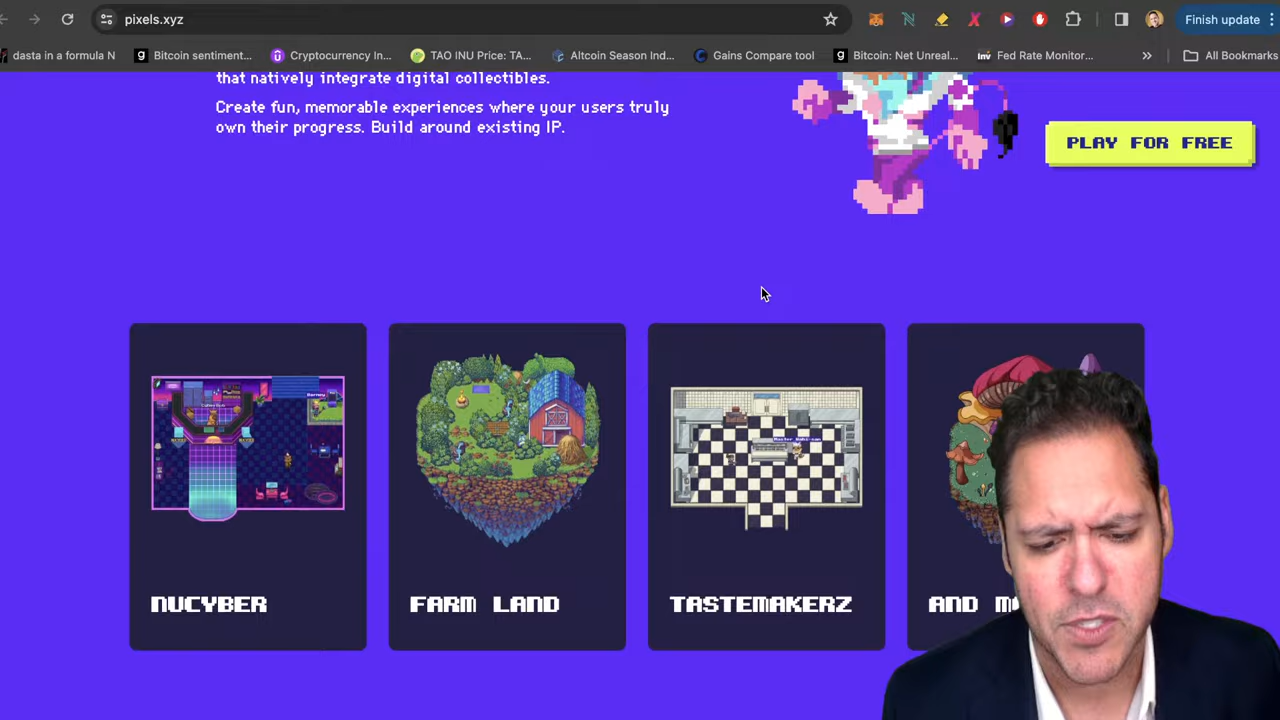 pixels.xyz
Finish update
dasta in a formula N
Bitcoin sentiment...
Cryptocurrency In...
TAO INU Price: TA...
Altcoin Season Ind...
Gains Compare tool
Bitcoin: Net Unreal...
Fed Rate Monitor...
All Bookmarks
that natively integrate digital collectibles.
Create fun, memorable experiences where your users truly
own their progress. Build around existing IP.
PLAY FOR FREE
NUCYBER
FARM LAND
TASTEMAKERZ
AND